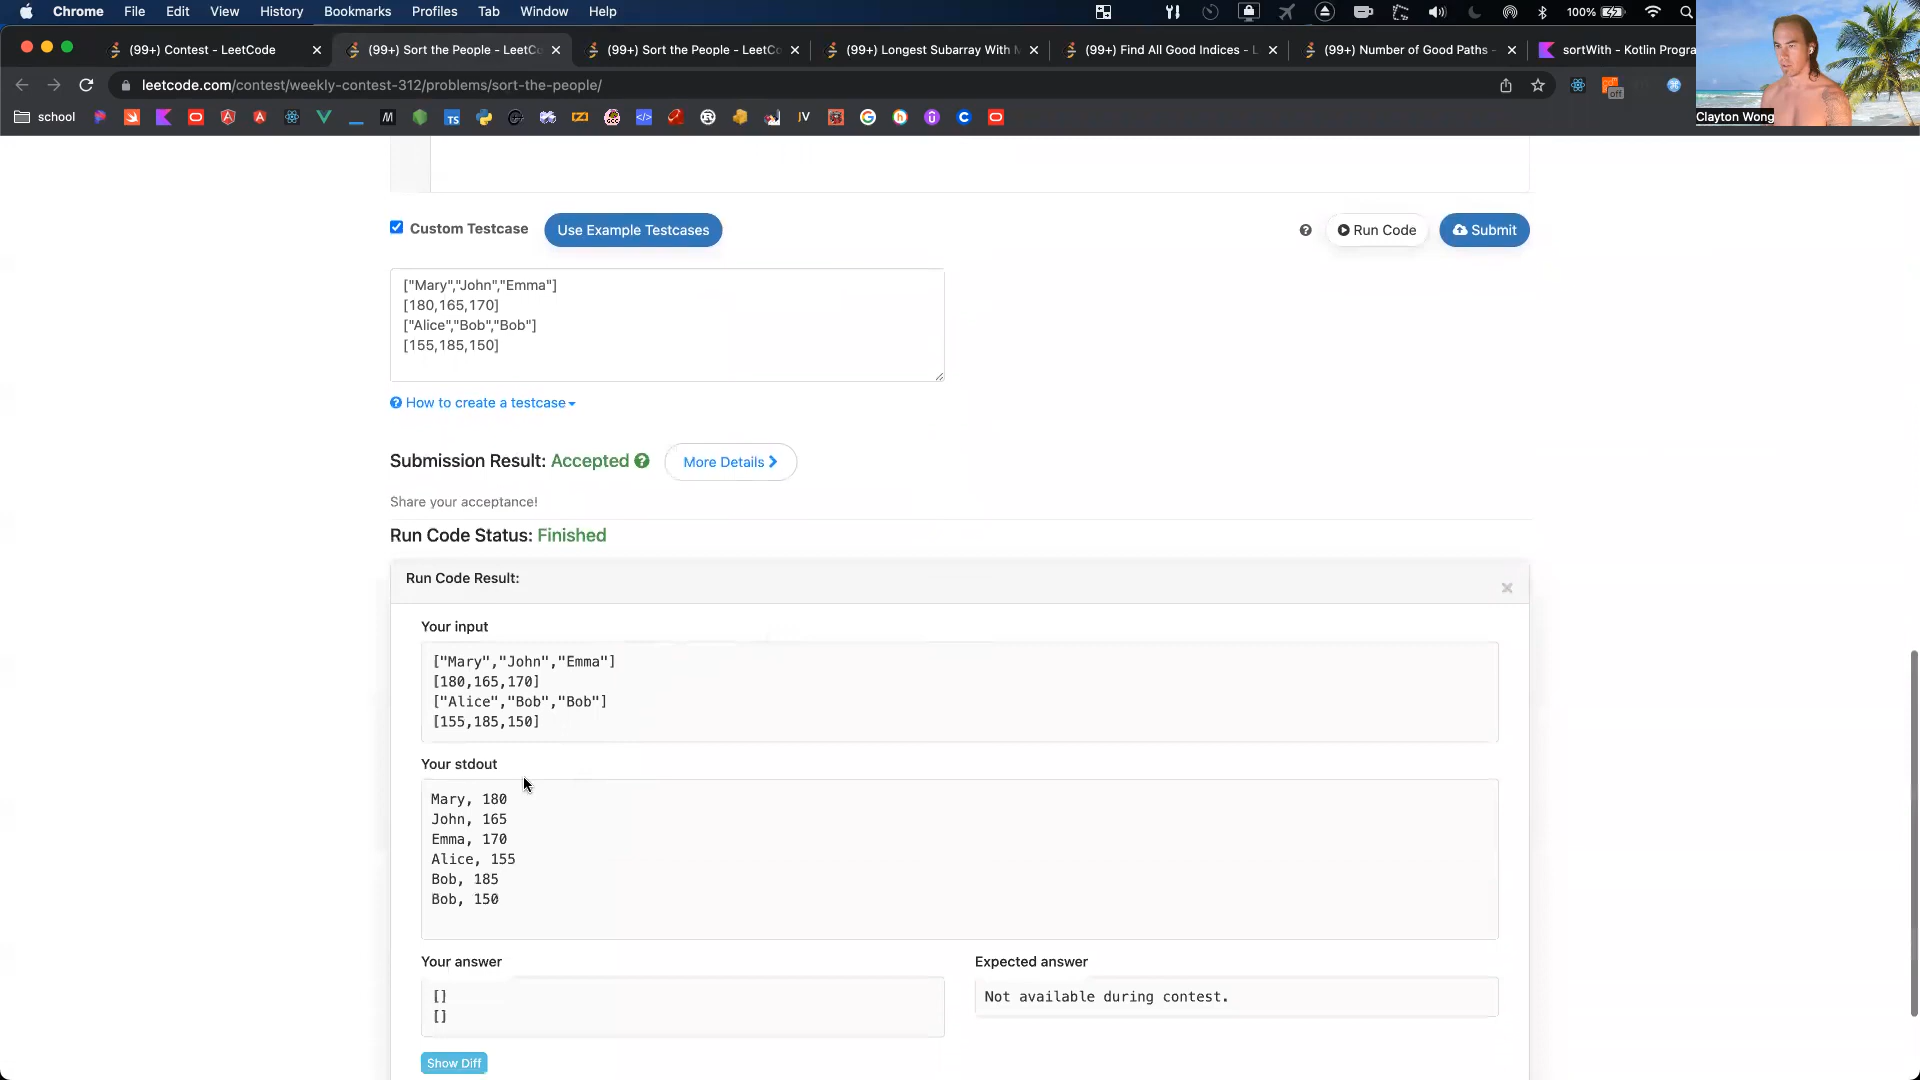 Chrome File Edit View History Bookmarks Profiles Tab Window Help 100%
(99+) Contest - LeetCode (99+) Sort the People - LeetCo (99+) Sort the People - LeetCo (99+) Longest Subarray With M (99+) Find All Good Indices - L (99+) Number of Good Paths - sortWith - Kotlin Progra
leetcode.com/contest/weekly-contest-312/problems/sort-the-people/
off
school
TS
JV
Clayton Wong
Custom Testcase Use Example Testcases Run Code Submit
["Mary","John","Emma"]
[180,165,170]
["Alice","Bob","Bob"]
[155,185,150]
How to create a testcase
Submission Result: Accepted More Details
Share your acceptance!
Run Code Status: Finished
Run Code Result:
Your input
["Mary","John","Emma"]
[180,165,170]
["Alice","Bob","Bob"]
[155,185,150]
Your stdout
Mary, 180
John, 165
Emma, 170
Alice, 155
Bob, 185
Bob, 150
Your answer Expected answer
[] Not available during contest.
[]
Show Diff